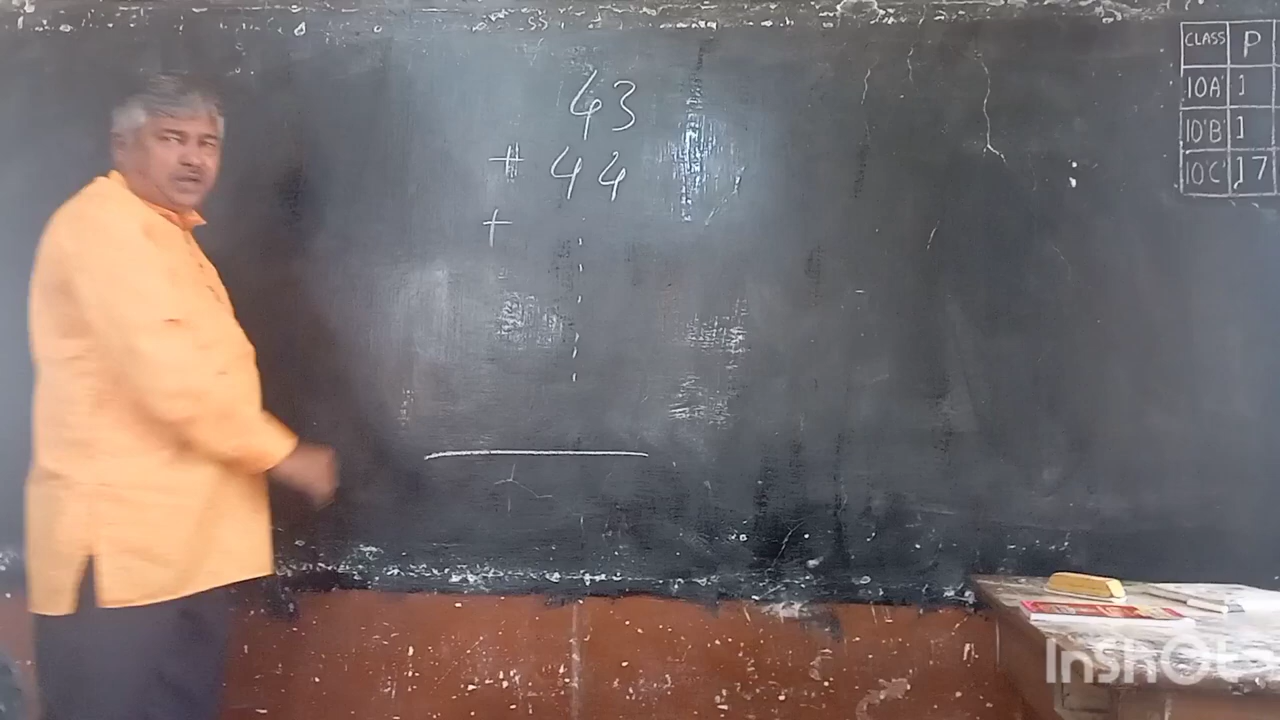 43
+ 44
+
CLASS P
10'A' 1
10'B' 1
10'C' 17
InShOt